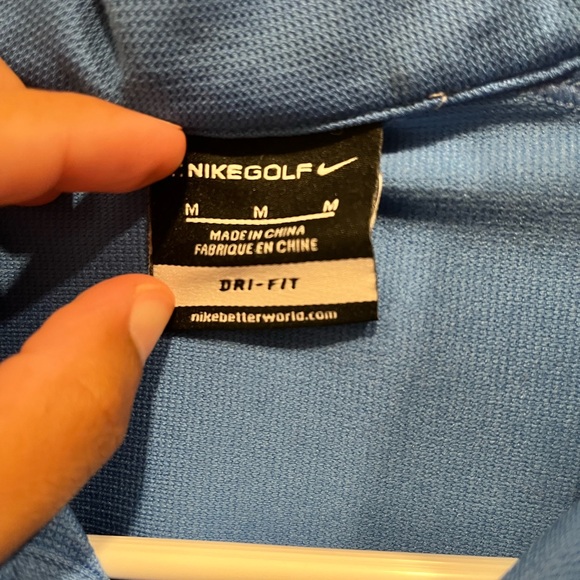 NIKEGOLF
M M M
MADE IN CHINA
FABRIQUE EN CHINE
DRI-FIT
nikebetterworld.com